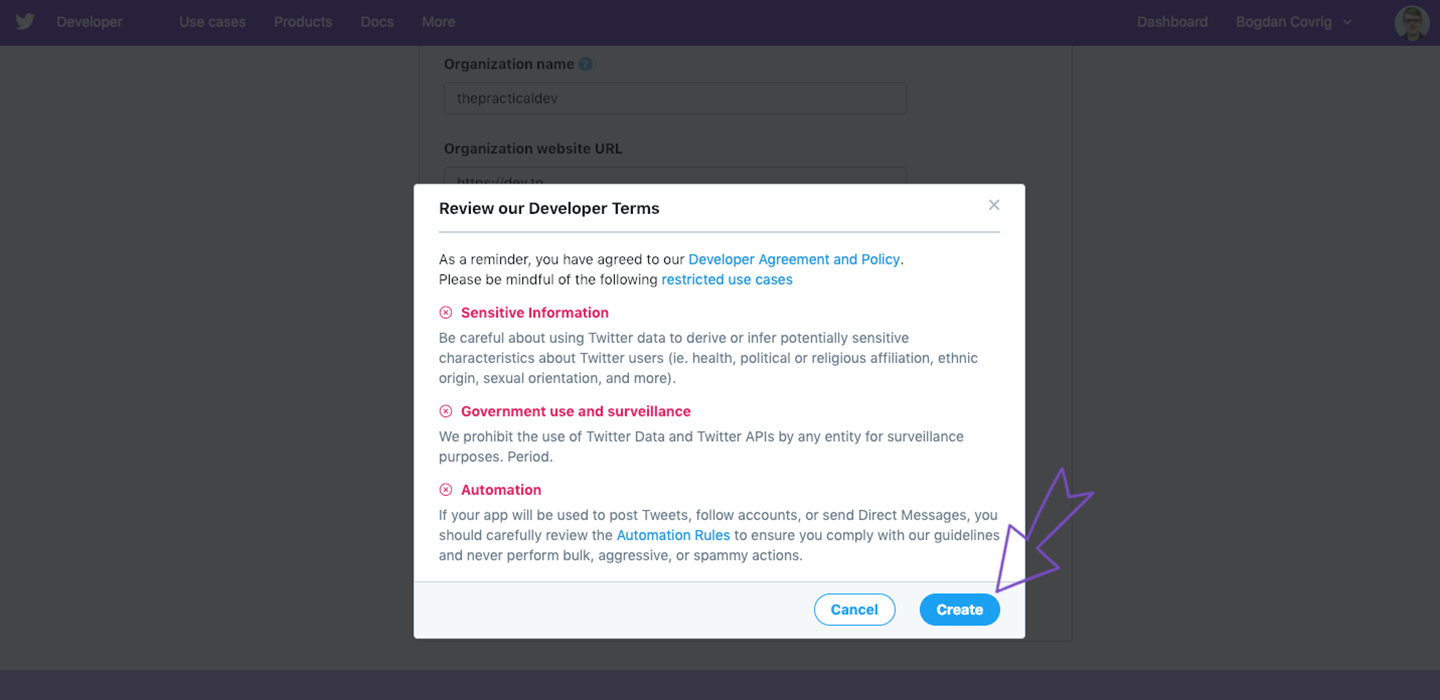 Developer Use cases Products Docs More Dashboard Bogdan Covrig
Organization name ?
thepracticaldev
Organization website URL
https://dev.to
Review our Developer Terms
As a reminder, you have agreed to our Developer Agreement and Policy.
Please be mindful of the following restricted use cases
Sensitive Information
Be careful about using Twitter data to derive or infer potentially sensitive
characteristics about Twitter users (ie. health, political or religious affiliation, ethnic
origin, sexual orientation, and more).
Government use and surveillance
We prohibit the use of Twitter Data and Twitter APIs by any entity for surveillance
purposes. Period.
Automation
If your app will be used to post Tweets, follow accounts, or send Direct Messages, you
should carefully review the Automation Rules to ensure you comply with our guidelines
and never perform bulk, aggressive, or spammy actions.
Cancel Create